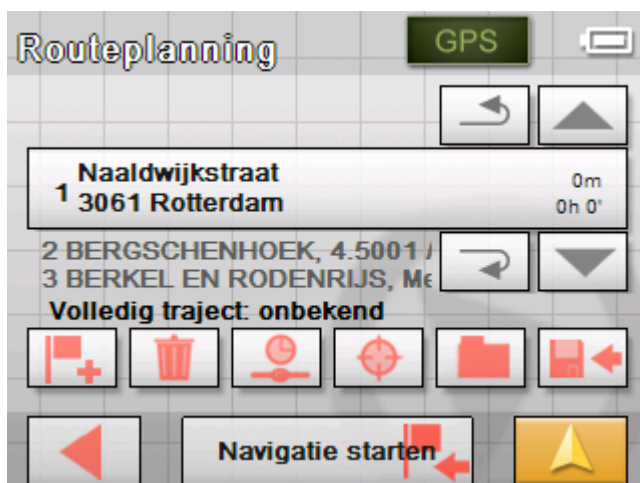 Routeplanning GPS
1 Naaldwijkstraat
3061 Rotterdam
0m
0h 0'
2 BERGSCHENHOEK, 4.5001
3 BERKEL EN RODENRIJS, Me
Volledig traject: onbekend
Navigatie starten